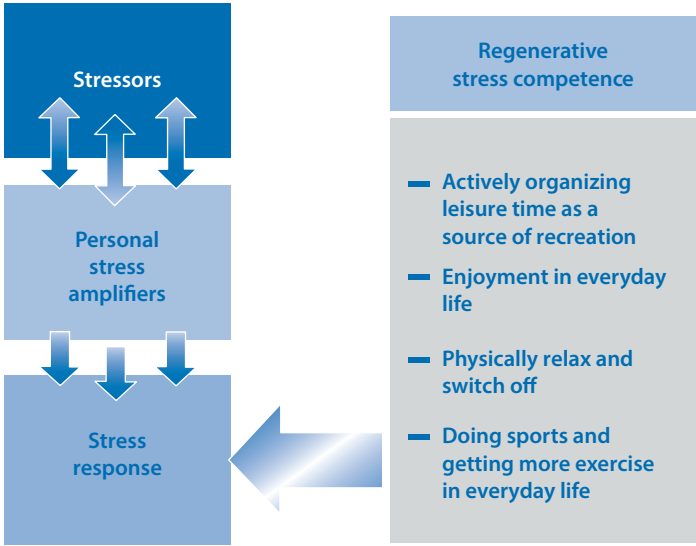 Stressors
Personal
stress
amplifiers
Stress
response
Regenerative
stress competence
Actively organizing
leisure time as a
source of recreation
Enjoyment in everyday
life
Physically relax and
switch off
Doing sports and
getting more exercise
in everyday life